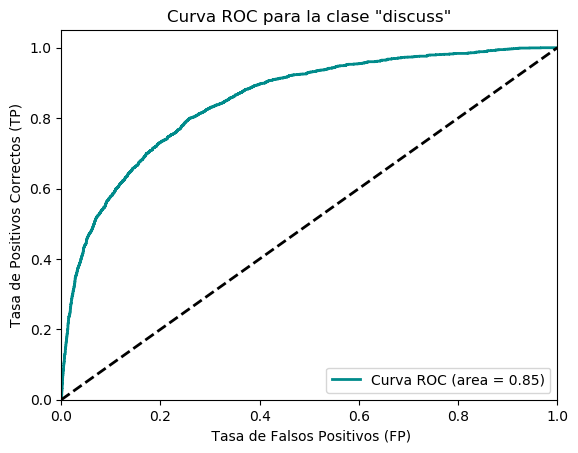 Curva ROC para la clase "discuss"
Tasa de Positivos Correctos (TP)
1.0
0.8
0.6
0.4
0.2
0.0
Curva ROC (area = 0.85)
0.0 0.2 0.4 0.6 0.8 1.0
Tasa de Falsos Positivos (FP)